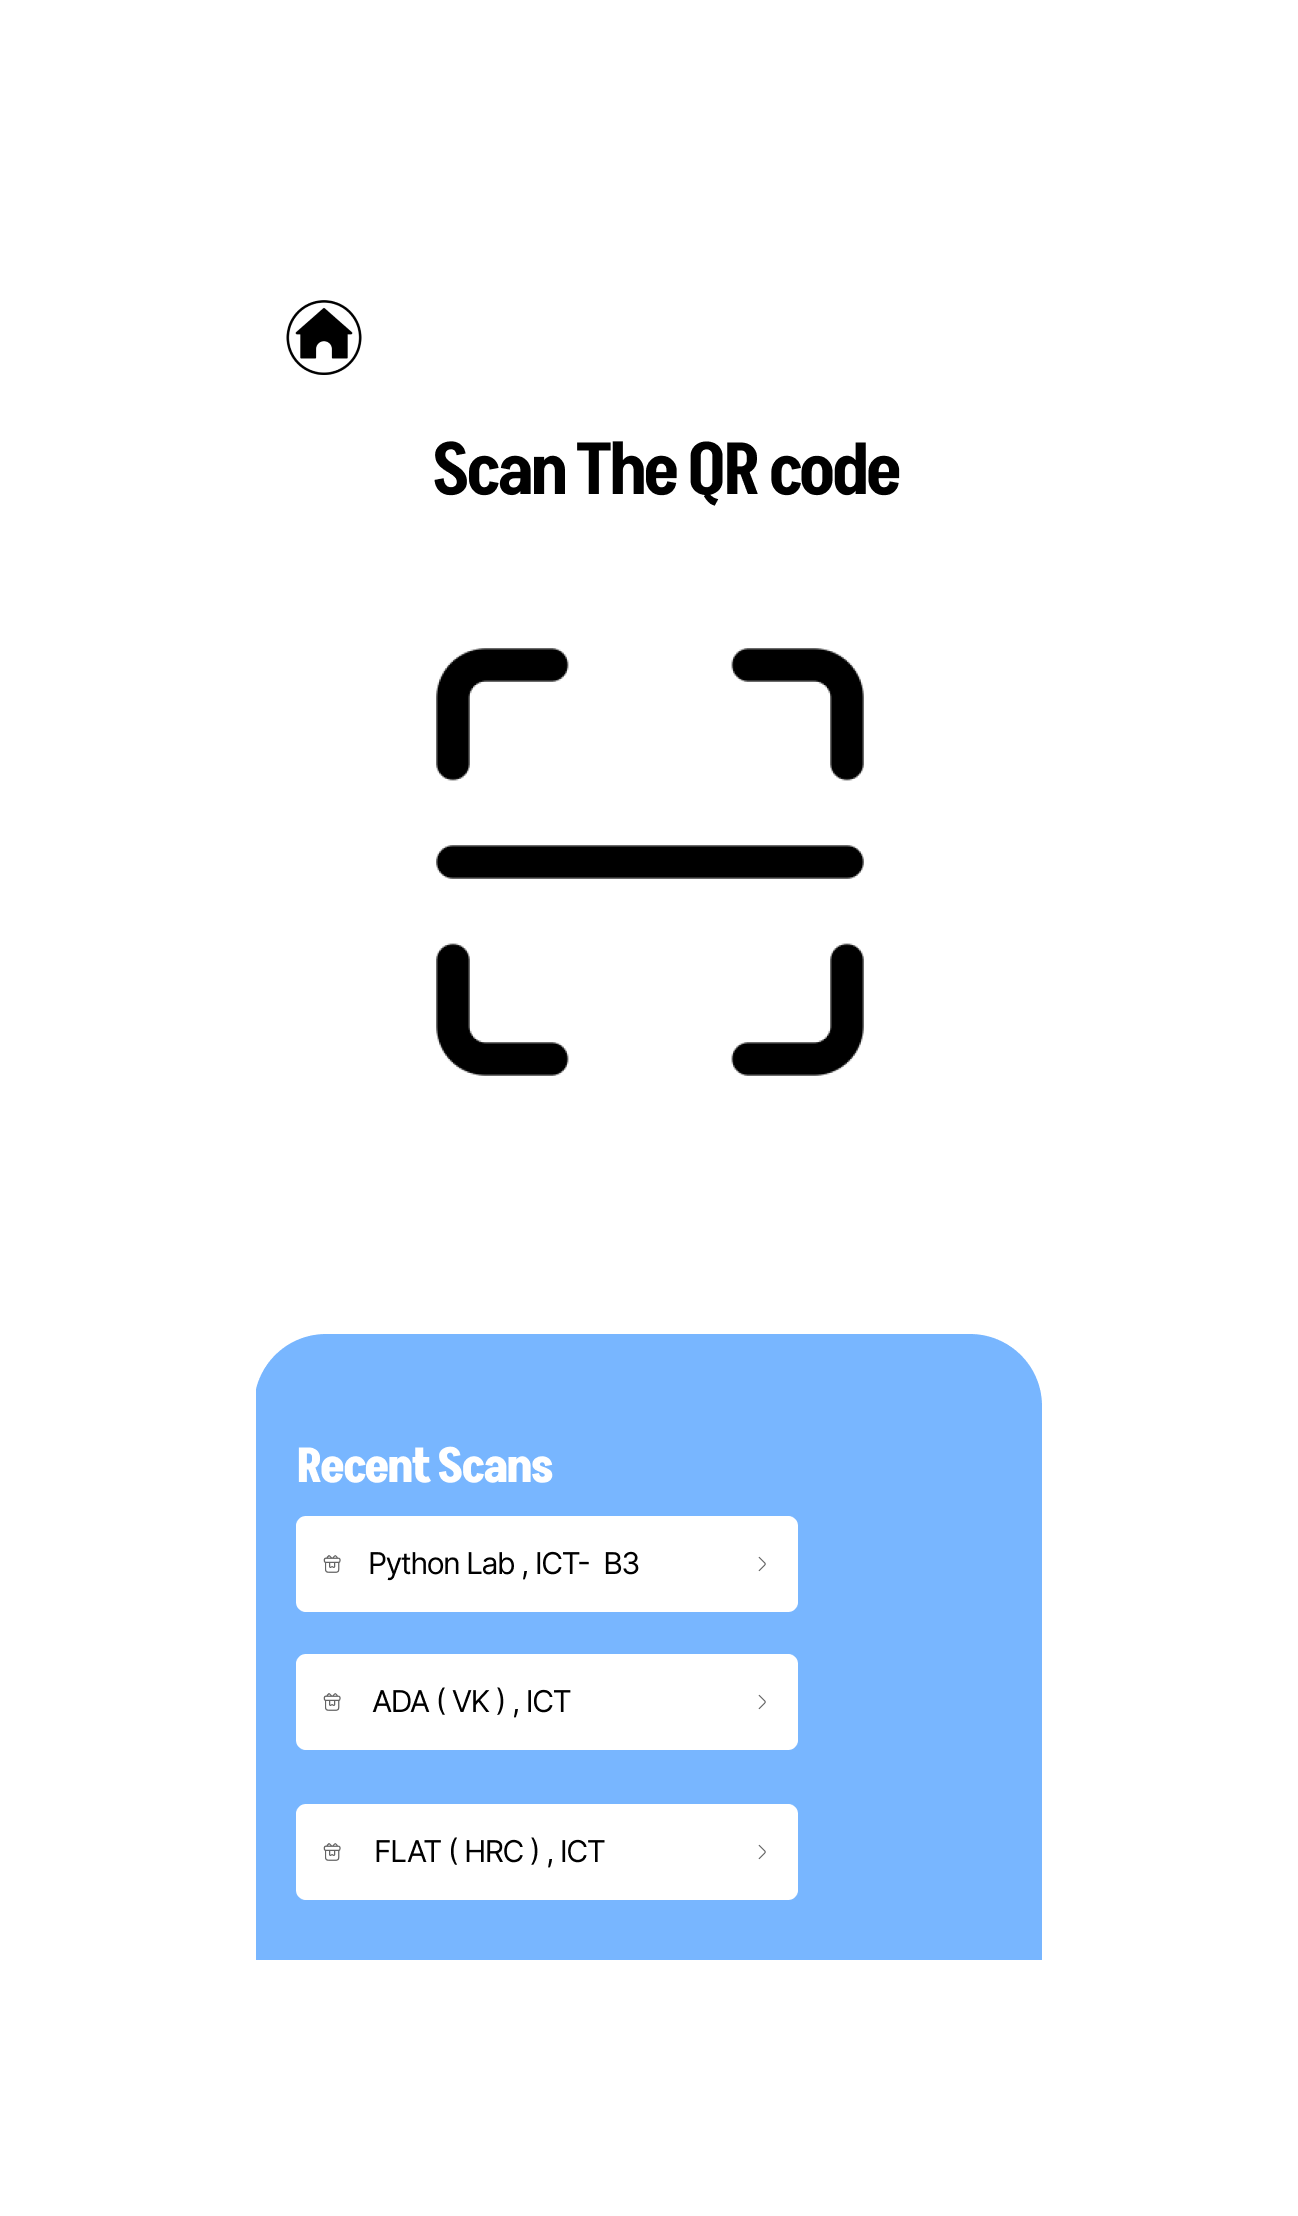 Scan The QR code
Recent Scans
Python Lab , ICT-  B3
ADA ( VK ) , ICT
FLAT ( HRC ) , ICT